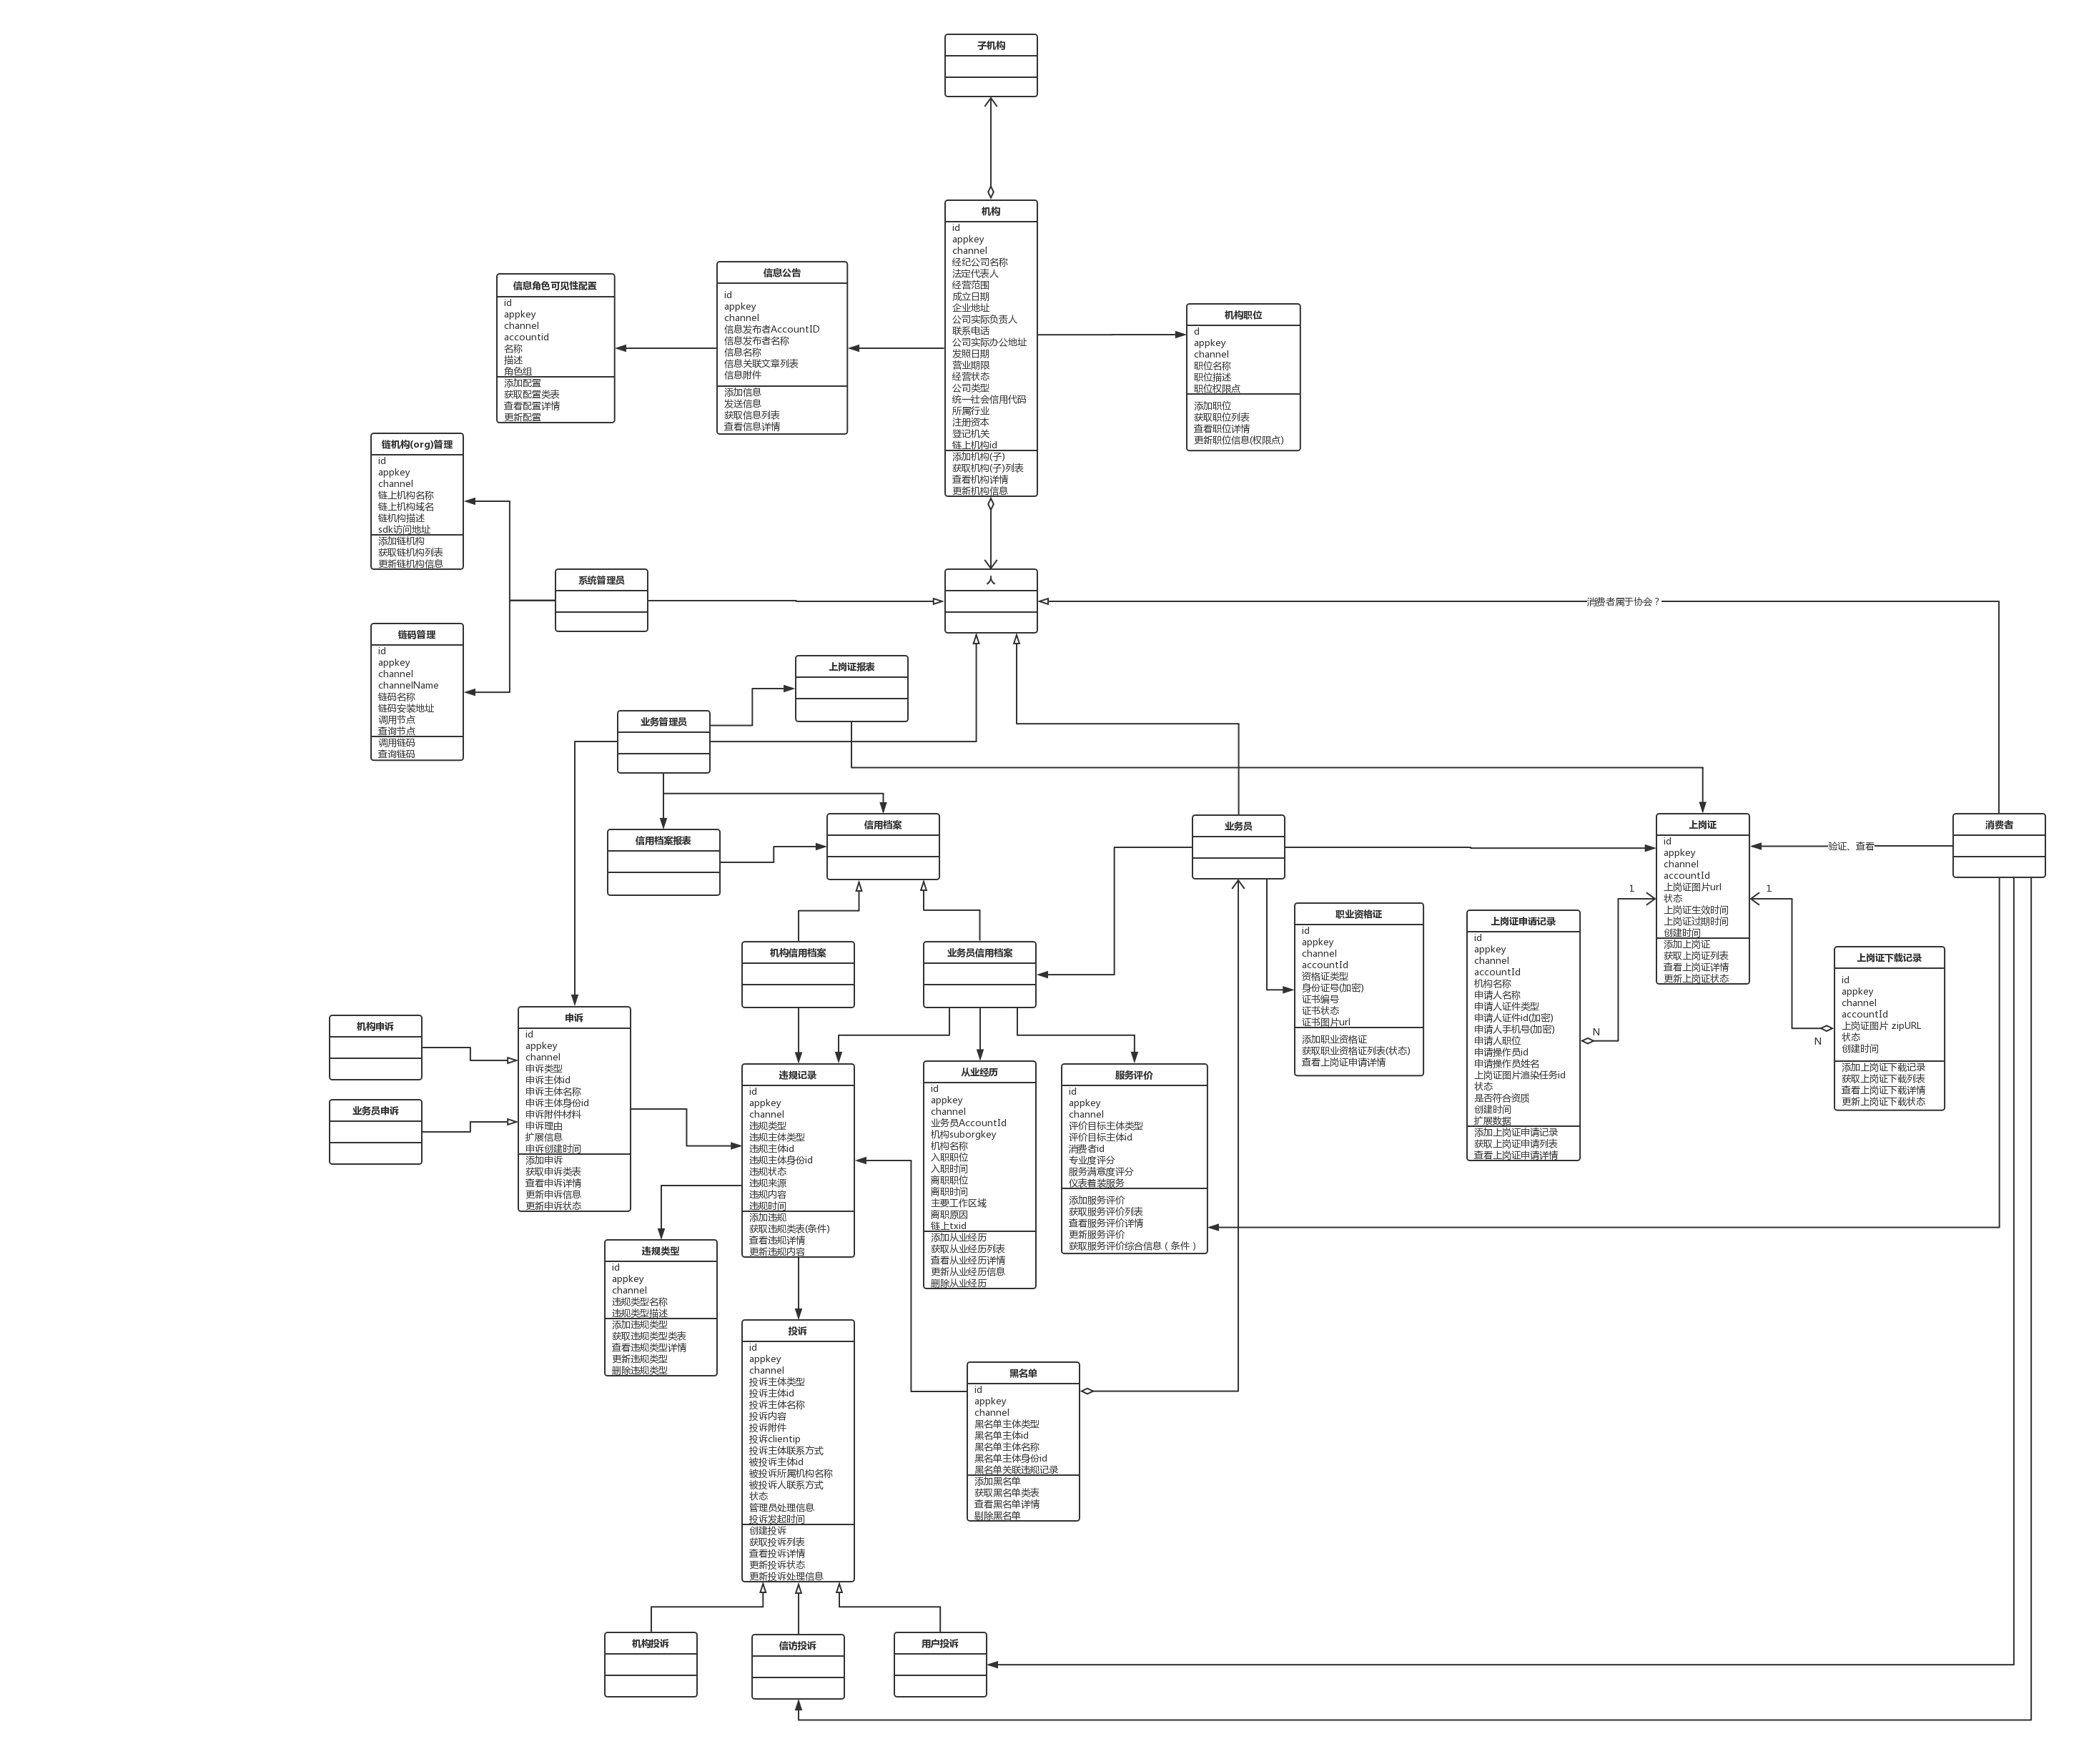 子机构
机构
id
appkey
channel
经纪公司名称
法定代表人
经营范围
成立日期
企业地址
公司实际负责人
联系电话
公司实际办公地址
发照日期
营业期限
经营状态
公司类型
统一社会信用代码
所属行业
注册资本
登记机关
链上机构id
添加机构(子)
获取机构(子)列表
查看机构详情
更新机构信息
信息公告
id
appkey
channel
信息发布者AccountID
信息发布者名称
信息名称
信息关联文章列表
信息附件
添加信息
发送信息
获取信息列表
查看信息详情
信息角色可见性配置
id
appkey
channel
accountid
名称
描述
角色组
添加配置
获取配置类表
查看配置详情
更新配置
机构职位
d
appkey
channel
职位名称
职位描述
职位权限点
添加职位
获取职位列表
查看职位详情
更新职位信息(权限点)
链机构(org)管理
id
appkey
channel
链上机构名称
链上机构域名
链机构描述
sdk访问地址
添加链机构
获取链机构列表
更新链机构信息
系统管理员
人
消费者属于协会？
链码管理
id
appkey
channel
channelName
链码名称
链码安装地址
调用节点
查询节点
调用链码
查询链码
上岗证报表
业务管理员
信用档案报表
信用档案
业务员
上岗证
id
appkey
channel
accountId
上岗证图片url
状态
上岗证生效时间
上岗证过期时间
创建时间
添加上岗证
获取上岗证列表
查看上岗证详情
更新上岗证状态
验证、查看
消费者
1
1
N
N
机构信用档案
业务员信用档案
职业资格证
id
appkey
channel
accountId
资格证类型
身份证号(加密)
证书编号
证书状态
证书图片url
添加职业资格证
获取职业资格证列表(状态)
查看上岗证申请详情
上岗证申请记录
id
appkey
channel
accountId
机构名称
申请人名称
申请人证件类型
申请人证件id(加密)
申请人手机号(加密)
申请人职位
申请操作员id
申请操作员姓名
上岗证图片渲染任务id
状态
是否符合资质
创建时间
扩展数据
添加上岗证申请记录
获取上岗证申请列表
查看上岗证申请详情
上岗证下载记录
id
appkey
channel
accountId
上岗证图片 zipURL
状态
创建时间
添加上岗证下载记录
获取上岗证下载列表
查看上岗证下载详情
更新上岗证下载状态
机构申诉
业务员申诉
申诉
id
appkey
channel
申诉类型
申诉主体id
申诉主体名称
申诉主体身份id
申诉附件材料
申诉理由
扩展信息
申诉创建时间
添加申诉
获取申诉类表
查看申诉详情
更新申诉信息
更新申诉状态
违规记录
id
appkey
channel
违规类型
违规主体类型
违规主体id
违规主体身份id
违规状态
违规来源
违规内容
违规时间
添加违规
获取违规类表(条件)
查看违规详情
更新违规内容
从业经历
id
appkey
channel
业务员AccountId
机构suborgkey
机构名称
入职职位
入职时间
离职职位
离职时间
主要工作区域
离职原因
链上txid
添加从业经历
获取从业经历列表
查看从业经历详情
更新从业经历信息
删除从业经历
服务评价
id
appkey
channel
评价目标主体类型
评价目标主体id
消费者id
专业度评分
服务满意度评分
仪表着装服务
添加服务评价
获取服务评价列表
查看服务评价详情
更新服务评价
获取服务评价综合信息（条件）
违规类型
id
appkey
channel
违规类型名称
违规类型描述
添加违规类型
获取违规类型类表
查看违规类型详情
更新违规类型
删除违规类型
投诉
id
appkey
channel
投诉主体类型
投诉主体id
投诉主体名称
投诉内容
投诉附件
投诉clientip
投诉主体联系方式
被投诉主体id
被投诉所属机构名称
被投诉人联系方式
状态
管理员处理信息
投诉发起时间
创建投诉
获取投诉列表
查看投诉详情
更新投诉状态
更新投诉处理信息
黑名单
id
appkey
channel
黑名单主体类型
黑名单主体id
黑名单主体名称
黑名单主体身份id
黑名单关联违规记录
添加黑名单
获取黑名单类表
查看黑名单详情
剔除黑名单
机构投诉
信访投诉
用户投诉